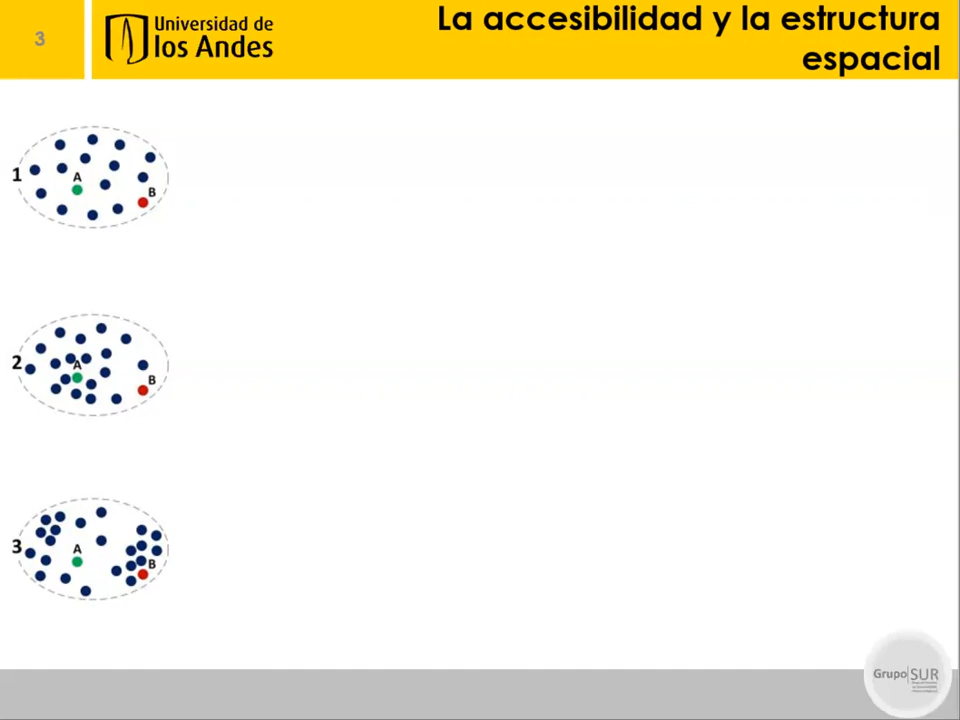 3
Universidad de
los Andes
La accesibilidad y la estructura
espacial
1
A
B
2
A
B
3
A
B
Grupo SUR